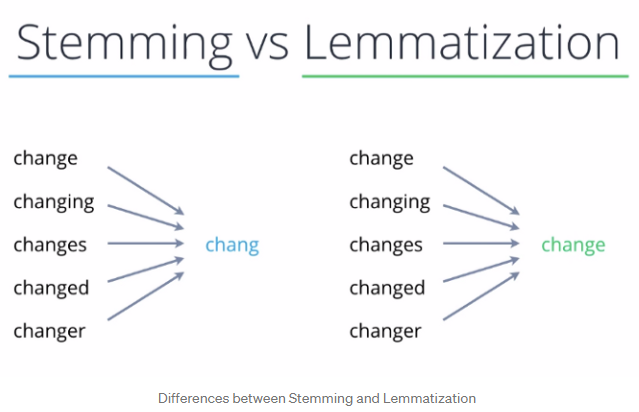 Stemming vs Lemmatization
change
changing
changes
changed
changer
chang
change
changing
changes
changed
changer
change
Differences between Stemming and Lemmatization